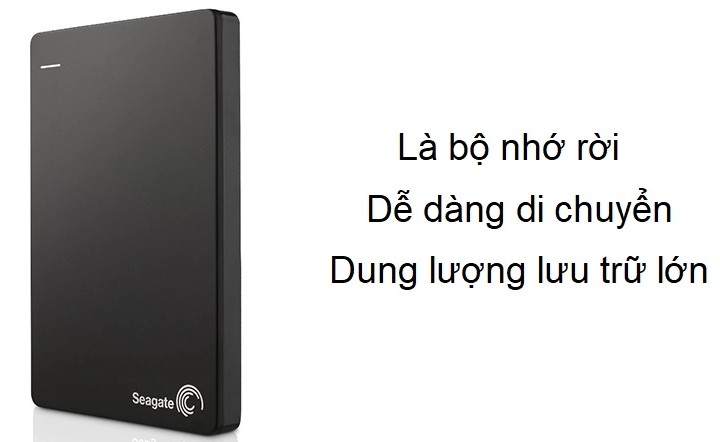 Là bộ nhớ rời
Dễ dàng di chuyển
Dung lượng lưu trữ lớn
Seagate